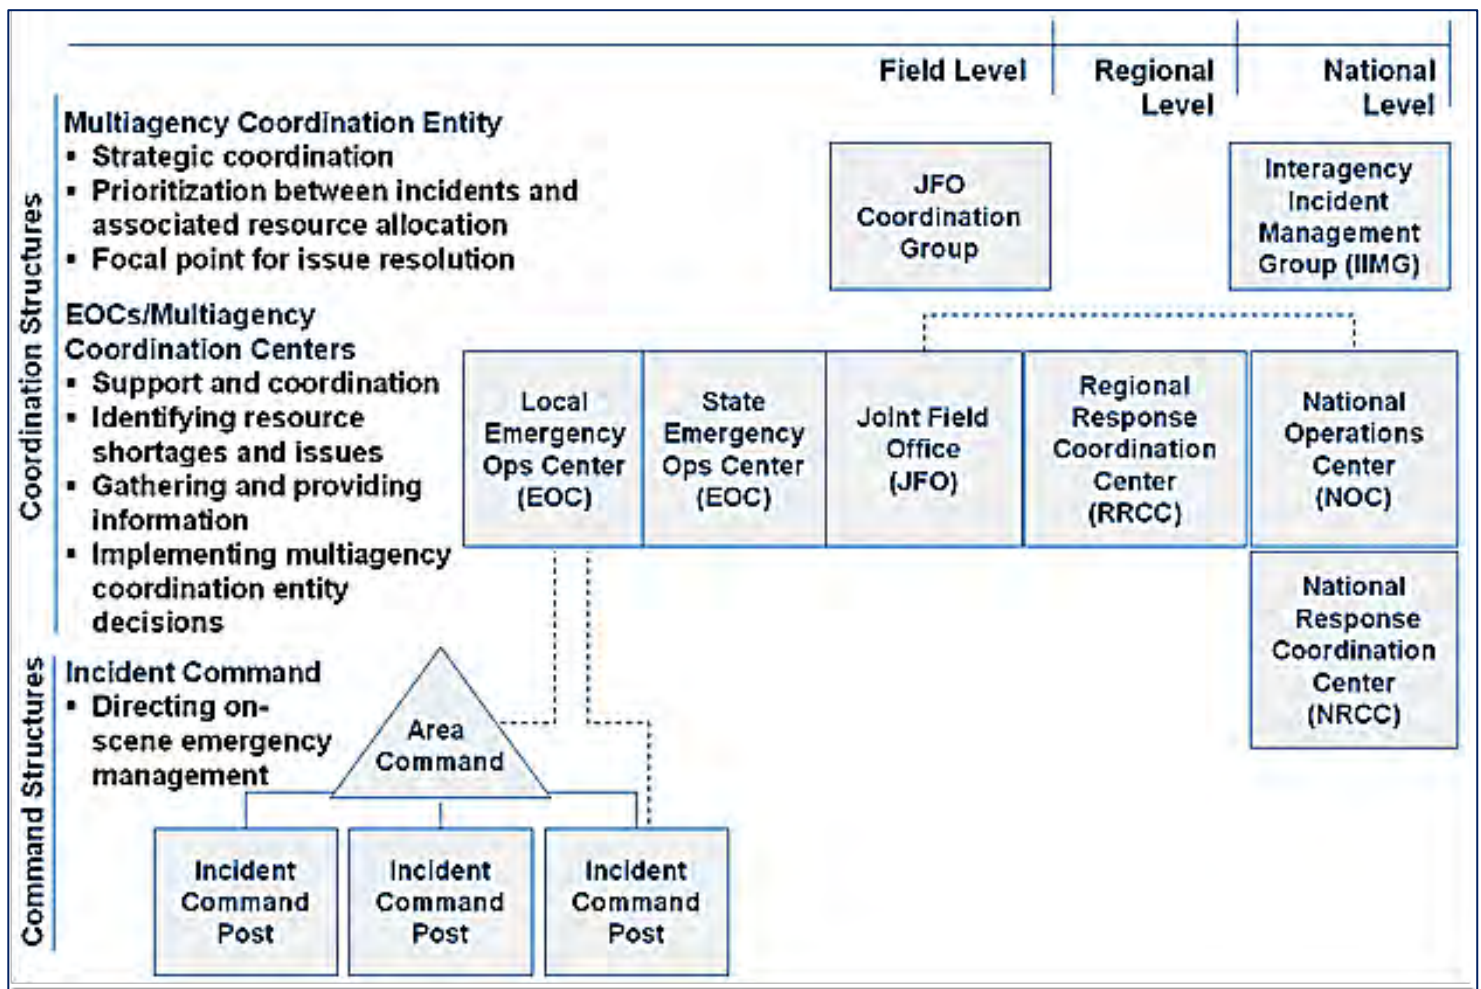 Field Level
Regional
Level
National
Level
Coordination Structures
Multiagency Coordination Entity
▪ Strategic coordination
▪ Prioritization between incidents and
associated resource allocation
▪ Focal point for issue resolution
JFO
Coordination
Group
Interagency
Incident
Management
Group (IIMG)
EOCs/Multiagency
Coordination Centers
▪ Support and coordination
▪ Identifying resource
shortages and issues
▪ Gathering and providing
information
▪ Implementing multiagency
coordination entity
decisions
Local
Emergency
Ops Center
(EOC)
State
Emergency
Ops Center
(EOC)
Joint Field
Office
(JFO)
Regional
Response
Coordination
Center
(RRCC)
National
Operations
Center
(NOC)
National
Response
Coordination
Center
(NRCC)
Command Structures
Incident Command
▪ Directing on-
scene emergency
management
Area
Command
Incident
Command
Post
Incident
Command
Post
Incident
Command
Post